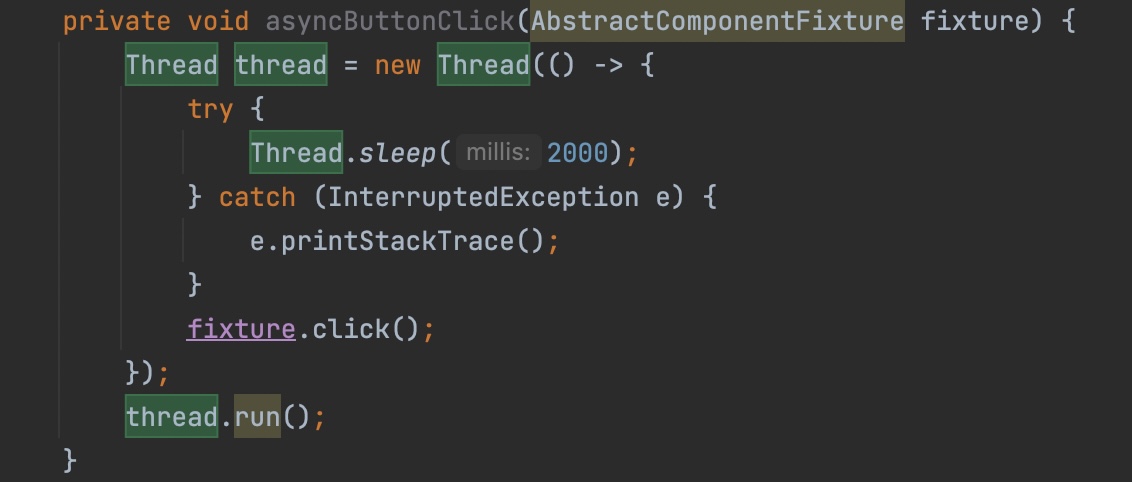 private void asyncButtonClick(AbstractComponentFixture fixture) {
    Thread thread = new Thread(() -> {
        try {
            Thread.sleep( millis: 2000);
        } catch (InterruptedException e) {
            e.printStackTrace();
        }
        fixture.click();
    });
    thread.run();
}